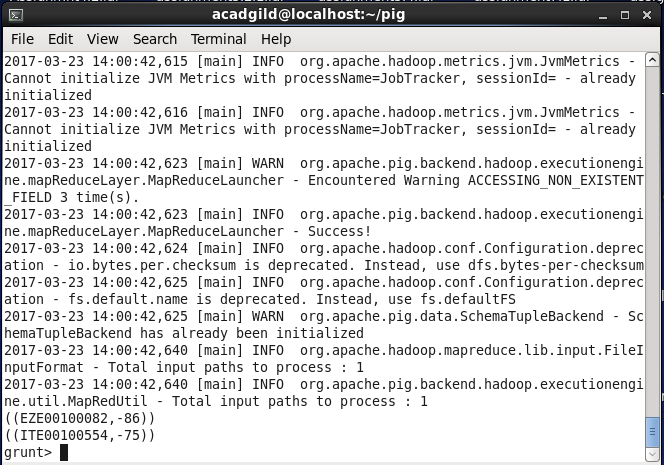 acadgild@localhost:~/pig
File Edit View Search Terminal Help
2017-03-23 14:00:42,615 [main] INFO  org.apache.hadoop.metrics.jvm.JvmMetrics -
Cannot initialize JVM Metrics with processName=JobTracker, sessionId= - already
initialized
2017-03-23 14:00:42,616 [main] INFO  org.apache.hadoop.metrics.jvm.JvmMetrics -
Cannot initialize JVM Metrics with processName=JobTracker, sessionId= - already
initialized
2017-03-23 14:00:42,623 [main] WARN  org.apache.pig.backend.hadoop.executionengi
ne.mapReduceLayer.MapReduceLauncher - Encountered Warning ACCESSING_NON_EXISTENT
_FIELD 3 time(s).
2017-03-23 14:00:42,623 [main] INFO  org.apache.pig.backend.hadoop.executionengi
ne.mapReduceLayer.MapReduceLauncher - Success!
2017-03-23 14:00:42,624 [main] INFO  org.apache.hadoop.conf.Configuration.deprec
ation - io.bytes.per.checksum is deprecated. Instead, use dfs.bytes-per-checksum
2017-03-23 14:00:42,625 [main] INFO  org.apache.hadoop.conf.Configuration.deprec
ation - fs.default.name is deprecated. Instead, use fs.defaultFS
2017-03-23 14:00:42,625 [main] WARN  org.apache.pig.data.SchemaTupleBackend - Sc
hemaTupleBackend has already been initialized
2017-03-23 14:00:42,640 [main] INFO  org.apache.hadoop.mapreduce.lib.input.FileI
nputFormat - Total input paths to process : 1
2017-03-23 14:00:42,640 [main] INFO  org.apache.pig.backend.hadoop.executionengi
ne.util.MapRedUtil - Total input paths to process : 1
((EZE00100082,-86))
((ITE00100554,-75))
grunt>